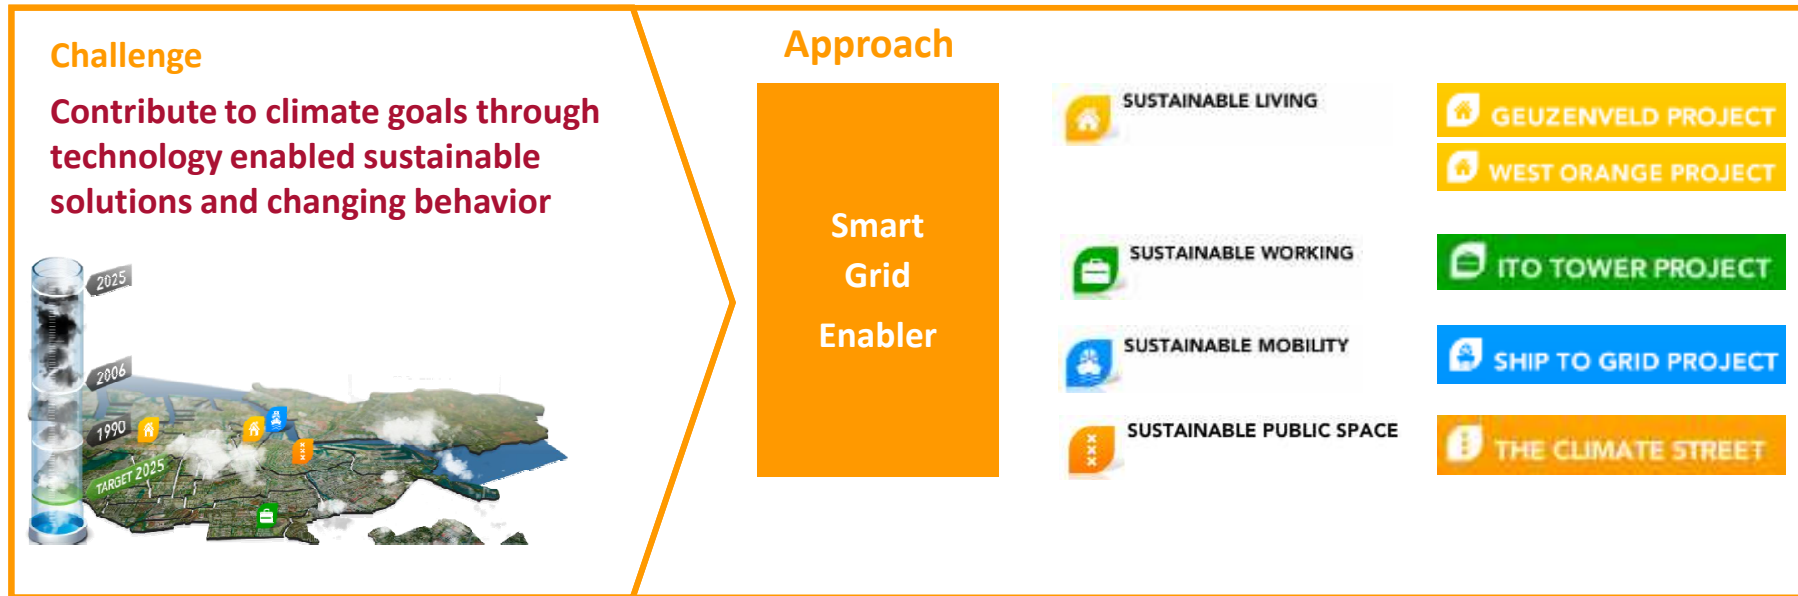 Challenge
Contribute to climate goals through
technology enabled sustainable
solutions and changing behavior
2025
2006
1990
TARGET 2025
Approach
Smart
Grid
Enabler
SUSTAINABLE LIVING
GEUZENVELD PROJECT
WEST ORANGE PROJECT
SUSTAINABLE WORKING
ITO TOWER PROJECT
SUSTAINABLE MOBILITY
SHIP TO GRID PROJECT
SUSTAINABLE PUBLIC SPACE
THE CLIMATE STREET